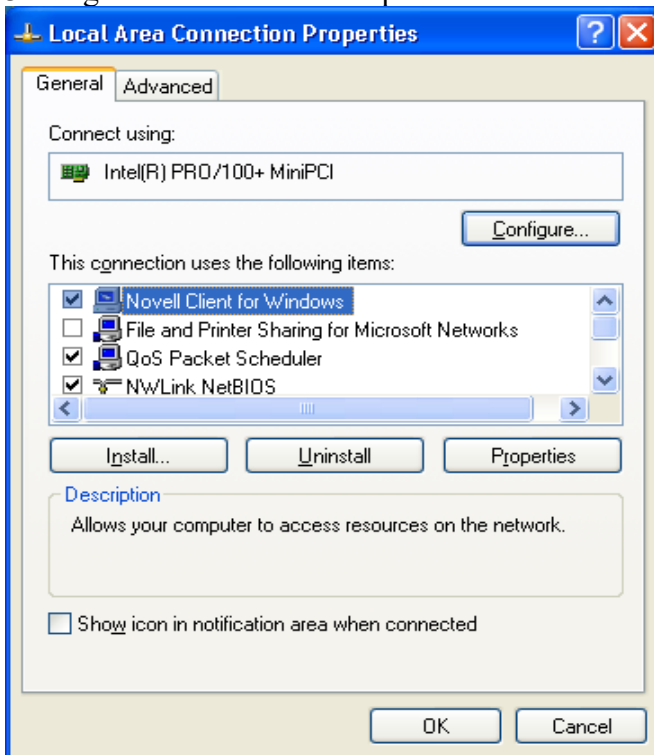 Local Area Connection Properties
General Advanced
Connect using:
Intel(R) PRO/100+ MiniPCI
Configure...
This connection uses the following items:
Novell Client for Windows
File and Printer Sharing for Microsoft Networks
QoS Packet Scheduler
NWLink NetBIOS
Install... Uninstall Properties
Description
Allows your computer to access resources on the network.
Show icon in notification area when connected
OK Cancel